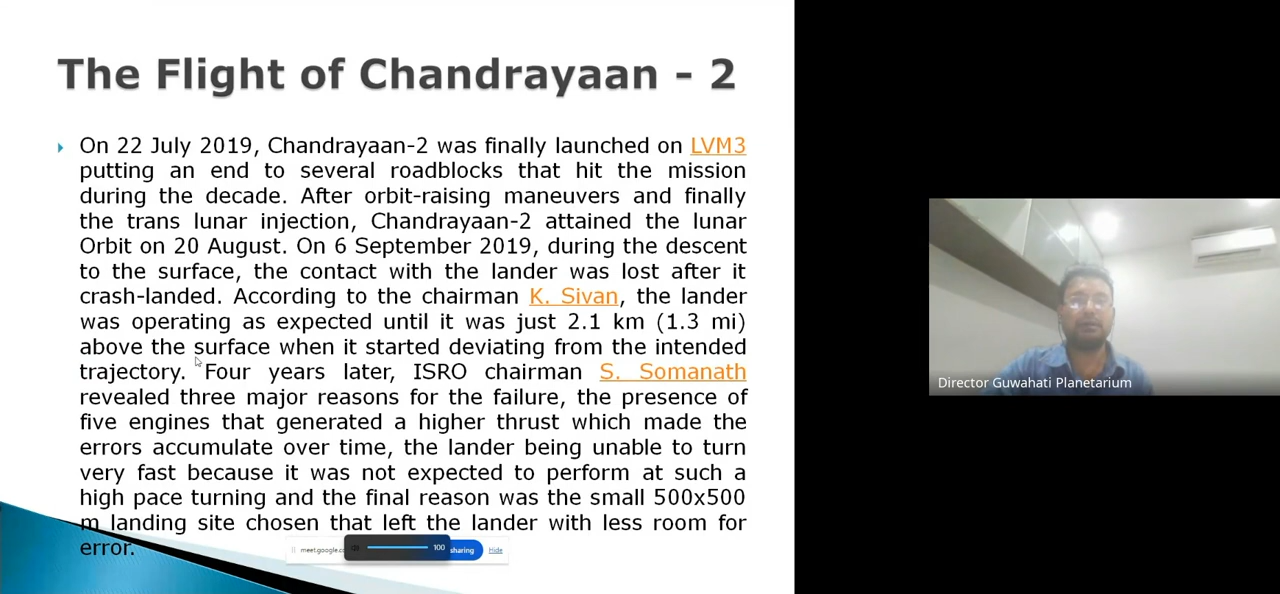 The Flight of Chandrayaan - 2
On 22 July 2019, Chandrayaan-2 was finally launched on LVM3
putting an end to several roadblocks that hit the mission
during the decade. After orbit-raising maneuvers and finally
the trans lunar injection, Chandrayaan-2 attained the lunar
Orbit on 20 August. On 6 September 2019, during the descent
to the surface, the contact with the lander was lost after it
crash-landed. According to the chairman K. Sivan, the lander
was operating as expected until it was just 2.1 km (1.3 mi)
above the surface when it started deviating from the intended
trajectory. Four years later, ISRO chairman S. Somanath
revealed three major reasons for the failure, the presence of
five engines that generated a higher thrust which made the
errors accumulate over time, the lander being unable to turn
very fast because it was not expected to perform at such a
high pace turning and the final reason was the small 500x500
m landing site chosen that left the lander with less room for
error.
meet.google.c 100 sharing Hide
Director Guwahati Planetarium